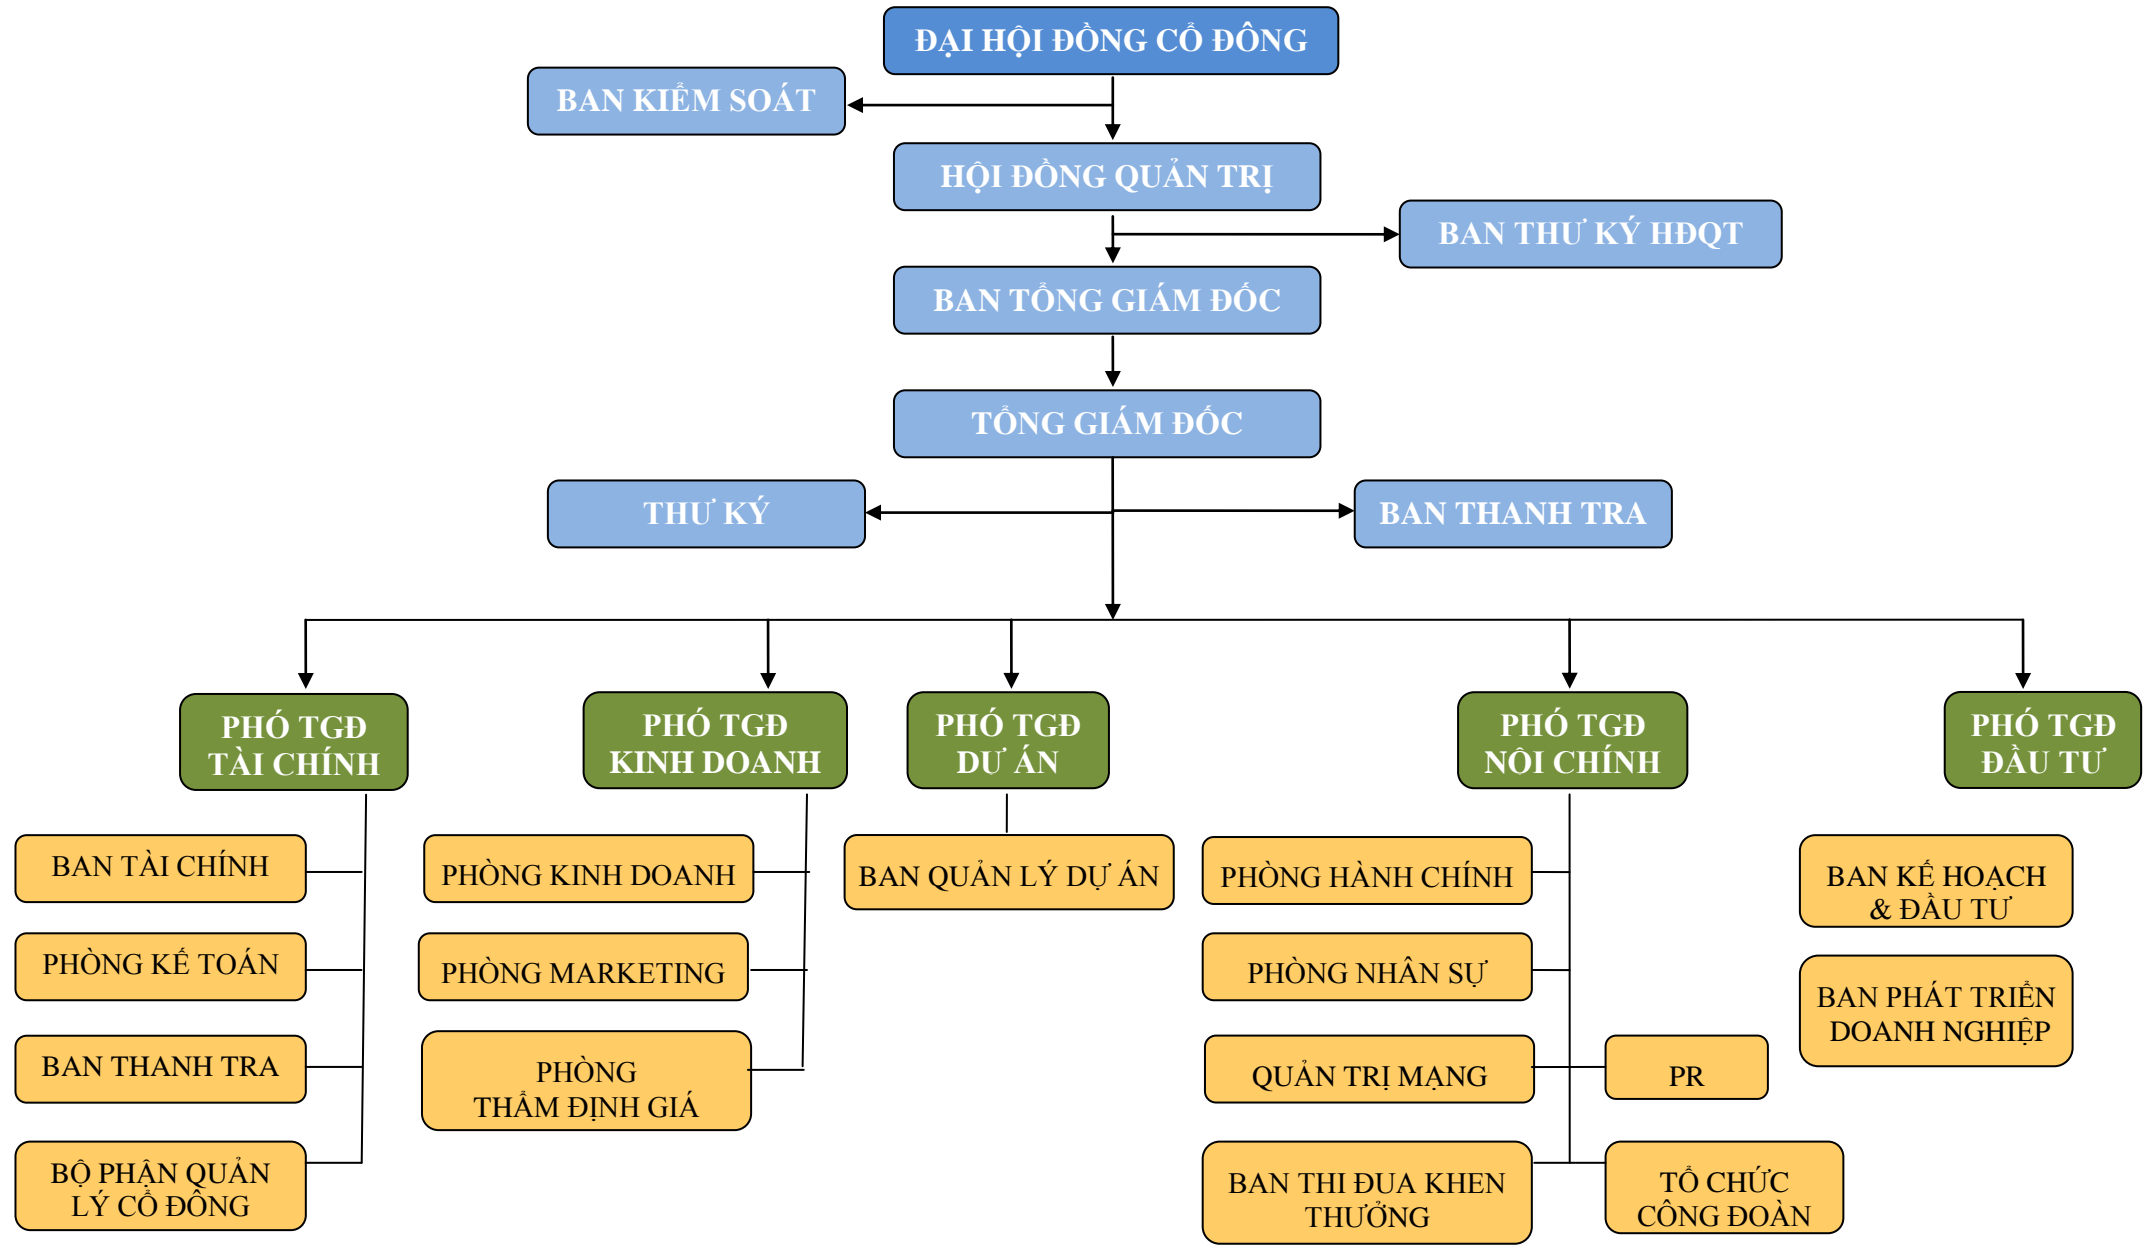 ĐẠI HỘI ĐỒNG CỔ ĐÔNG
BAN KIỂM SOÁT
HỘI ĐỒNG QUẢN TRỊ
BAN THƯ KÝ HĐQT
BAN TỔNG GIÁM ĐỐC
TỔNG GIÁM ĐỐC
THƯ KÝ
BAN THANH TRA
PHÓ TGĐ
TÀI CHÍNH
PHÓ TGĐ
KINH DOANH
PHÓ TGĐ
DƯ ÁN
PHÓ TGĐ
NÔI CHÍNH
PHÓ TGĐ
ĐẦU TƯ
BAN TÀI CHÍNH
PHÒNG KẾ TOÁN
BAN THANH TRA
BỘ PHẬN QUẢN
LÝ CỔ ĐÔNG
PHÒNG KINH DOANH
PHÒNG MARKETING
PHÒNG
THẨM ĐỊNH GIÁ
BAN QUẢN LÝ DỰ ÁN
PHÒNG HÀNH CHÍNH
PHÒNG NHÂN SỰ
QUẢN TRỊ MẠNG
PR
BAN THI ĐUA KHEN
THƯỞNG
TỔ CHỨC
CÔNG ĐOÀN
BAN KẾ HOẠCH
& ĐẦU TƯ
BAN PHÁT TRIỂN
DOANH NGHIỆP